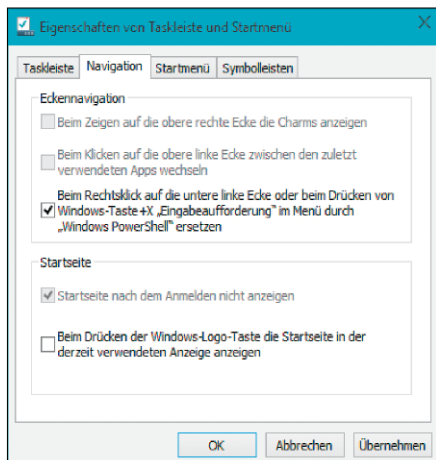 Eigenschaften von Taskleiste und Startmenü
Taskleiste Navigation Startmenü Symbolleisten
Eckennavigation
Beim Zeigen auf die obere rechte Ecke die Charms anzeigen
Beim Klicken auf die obere linke Ecke zwischen den zuletzt
verwendeten Apps wechseln
Beim Rechtsklick auf die untere linke Ecke oder beim Drücken von
Windows-Taste+X „Eingabeaufforderung" im Menü durch
„Windows PowerShell" ersetzen
Startseite
Startseite nach dem Anmelden nicht anzeigen
Beim Drücken der Windows-Logo-Taste die Startseite in der
derzeit verwendeten Anzeige anzeigen
OK Abbrechen Übernehmen